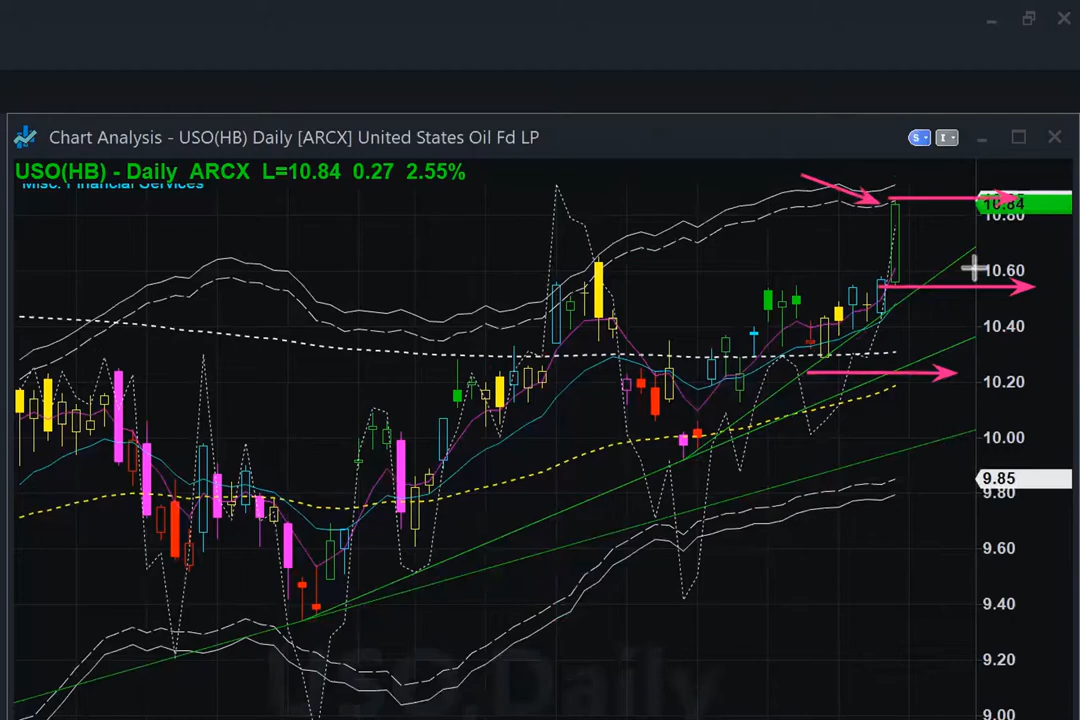 Chart Analysis - USO(HB) Daily [ARCX] United States Oil Fd LP
S
I
USO(HB) - Daily ARCX L=10.84 0.27 2.55%
Misc. Financial Services
10.84
10.80
10.60
10.40
10.20
10.00
9.85
9.80
9.60
9.40
9.20
9.00
USO,Daily